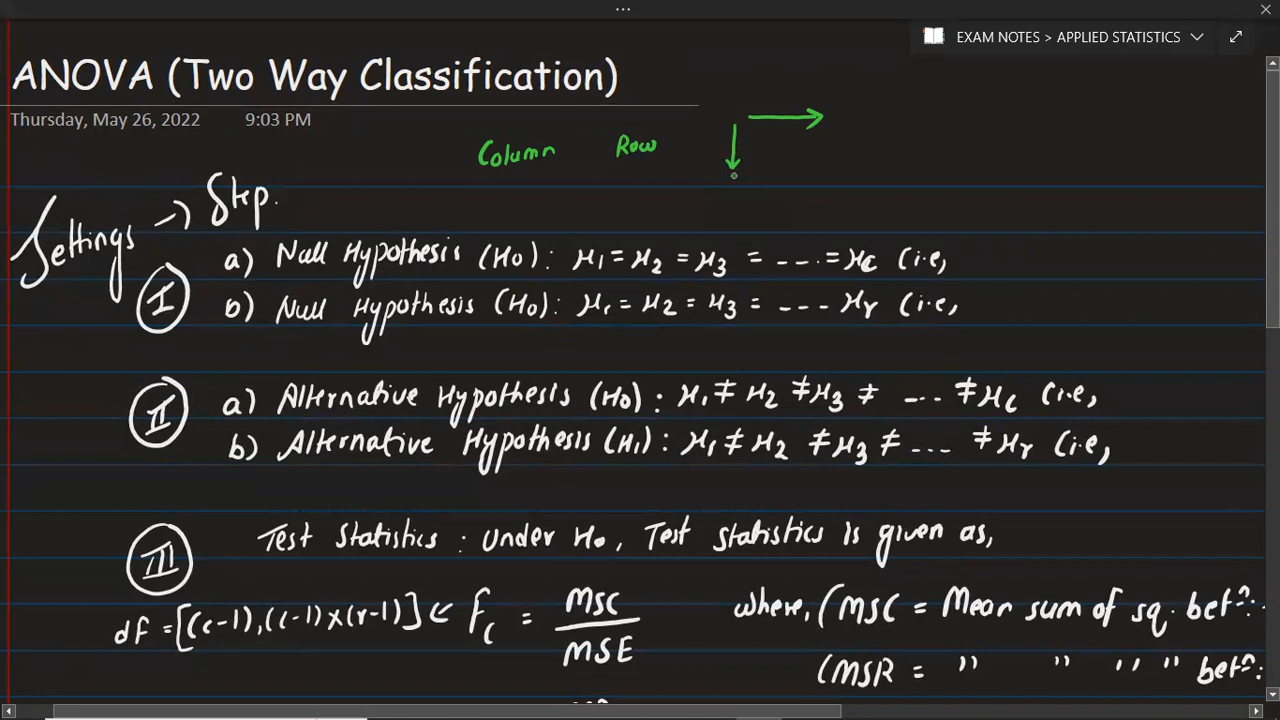 ...
EXAM NOTES > APPLIED STATISTICS
ANOVA (Two Way Classification)
Thursday, May 26, 2022 9:03 PM
Column Row
Settings → Step.
I
a) Null Hypothesis (H0): μ1 = μ2 = μ3 = ---. = μc (i.e,
b) Null Hypothesis (H0): μ1 = μ2 = μ3 = ---- μr (i.e,
II
a) Alternative Hypothesis (H0): μ1 ≠ μ2 ≠ μ3 ≠ ... ≠ μc (i.e,
b) Alternative Hypothesis (H1): μ1 ≠ μ2 ≠ μ3 ≠ .... ≠ μr (i.e,
III
Test Statistics : Under H0, Test statistics is given as,
df = [(c-1), (c-1) x (r-1)] ← Fc = MSC / MSE where, (MSC = Mean sum of sq. betn.
(MSR = " " " " betn.